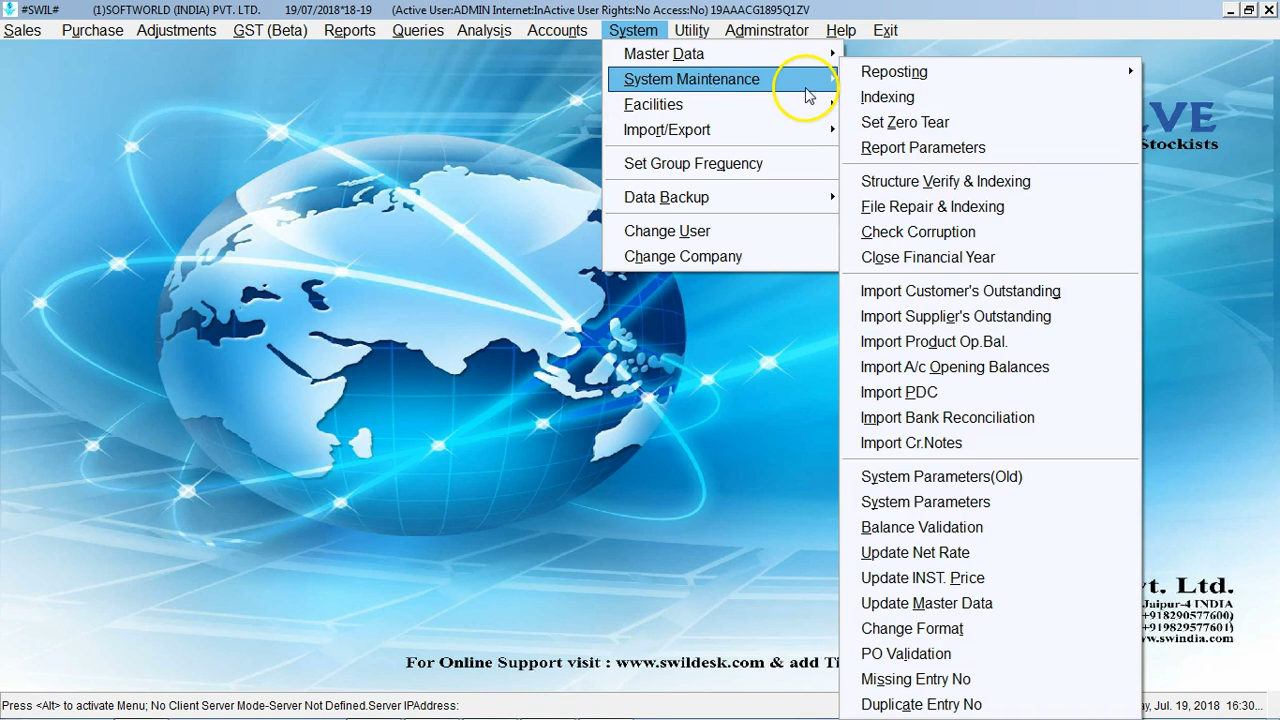 #SWIL# (1)SOFTWORLD (INDIA) PVT. LTD. 19/07/2018*18-19 (Active User:ADMIN Internet:InActive User Rights:No Access:No) 19AAACG1895Q1ZV
Sales Purchase Adjustments GST (Beta) Reports Queries Analysis Accounts System Utility Adminstrator Help Exit
Master Data
System Maintenance
Facilities
Import/Export
Set Group Frequency
Data Backup
Change User
Change Company
Reposting
Indexing
Set Zero Tear
Report Parameters
Structure Verify & Indexing
File Repair & Indexing
Check Corruption
Close Financial Year
Import Customer's Outstanding
Import Supplier's Outstanding
Import Product Op.Bal.
Import A/c Opening Balances
Import PDC
Import Bank Reconciliation
Import Cr.Notes
System Parameters(Old)
System Parameters
Balance Validation
Update Net Rate
Update INST. Price
Update Master Data
Change Format
PO Validation
Missing Entry No
Duplicate Entry No
VE
Stockists
vt. Ltd.
Jaipur-4 INDIA
+918290577600)
+919829577601)
www.swindia.com
For Online Support visit : www.swildesk.com & add Ti
Press <Alt> to activate Menu; No Client Server Mode-Server Not Defined.Server IPAddress: y, Jul. 19, 2018 16:30...